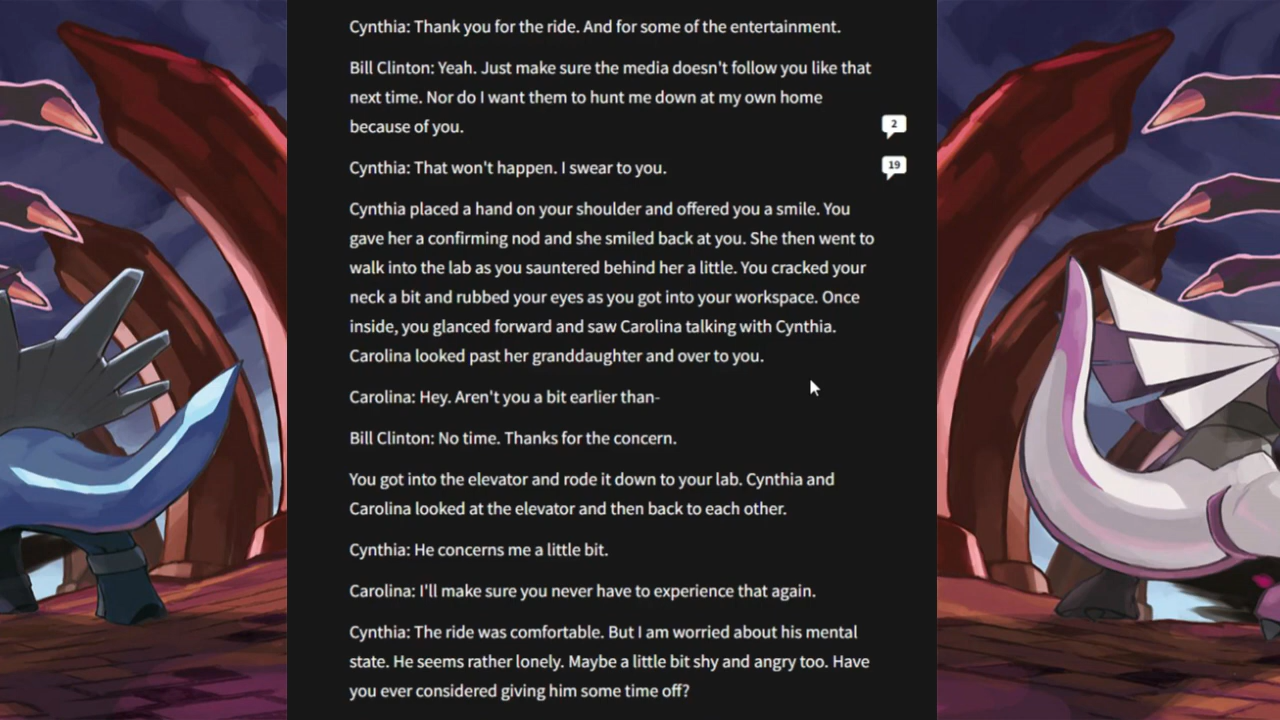 Cynthia: Thank you for the ride. And for some of the entertainment.
Bill Clinton: Yeah. Just make sure the media doesn't follow you like that
next time. Nor do I want them to hunt me down at my own home
because of you.
2
Cynthia: That won't happen. I swear to you.
19
Cynthia placed a hand on your shoulder and offered you a smile. You
gave her a confirming nod and she smiled back at you. She then went to
walk into the lab as you sauntered behind her a little. You cracked your
neck a bit and rubbed your eyes as you got into your workspace. Once
inside, you glanced forward and saw Carolina talking with Cynthia.
Carolina looked past her granddaughter and over to you.
Carolina: Hey. Aren't you a bit earlier than-
Bill Clinton: No time. Thanks for the concern.
You got into the elevator and rode it down to your lab. Cynthia and
Carolina looked at the elevator and then back to each other.
Cynthia: He concerns me a little bit.
Carolina: I'll make sure you never have to experience that again.
Cynthia: The ride was comfortable. But I am worried about his mental
state. He seems rather lonely. Maybe a little bit shy and angry too. Have
you ever considered giving him some time off?